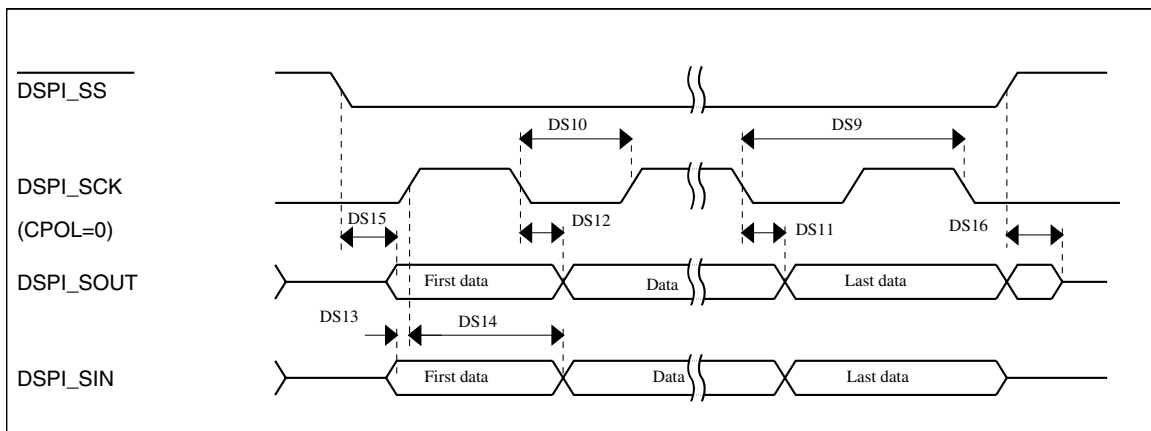 DSPI_SS
DS10
DS9
DSPI_SCK
(CPOL=0)
DS15
DS12
DS11
DS16
DSPI_SOUT
First data
Data
Last data
DS13
DS14
DSPI_SIN
First data
Data
Last data